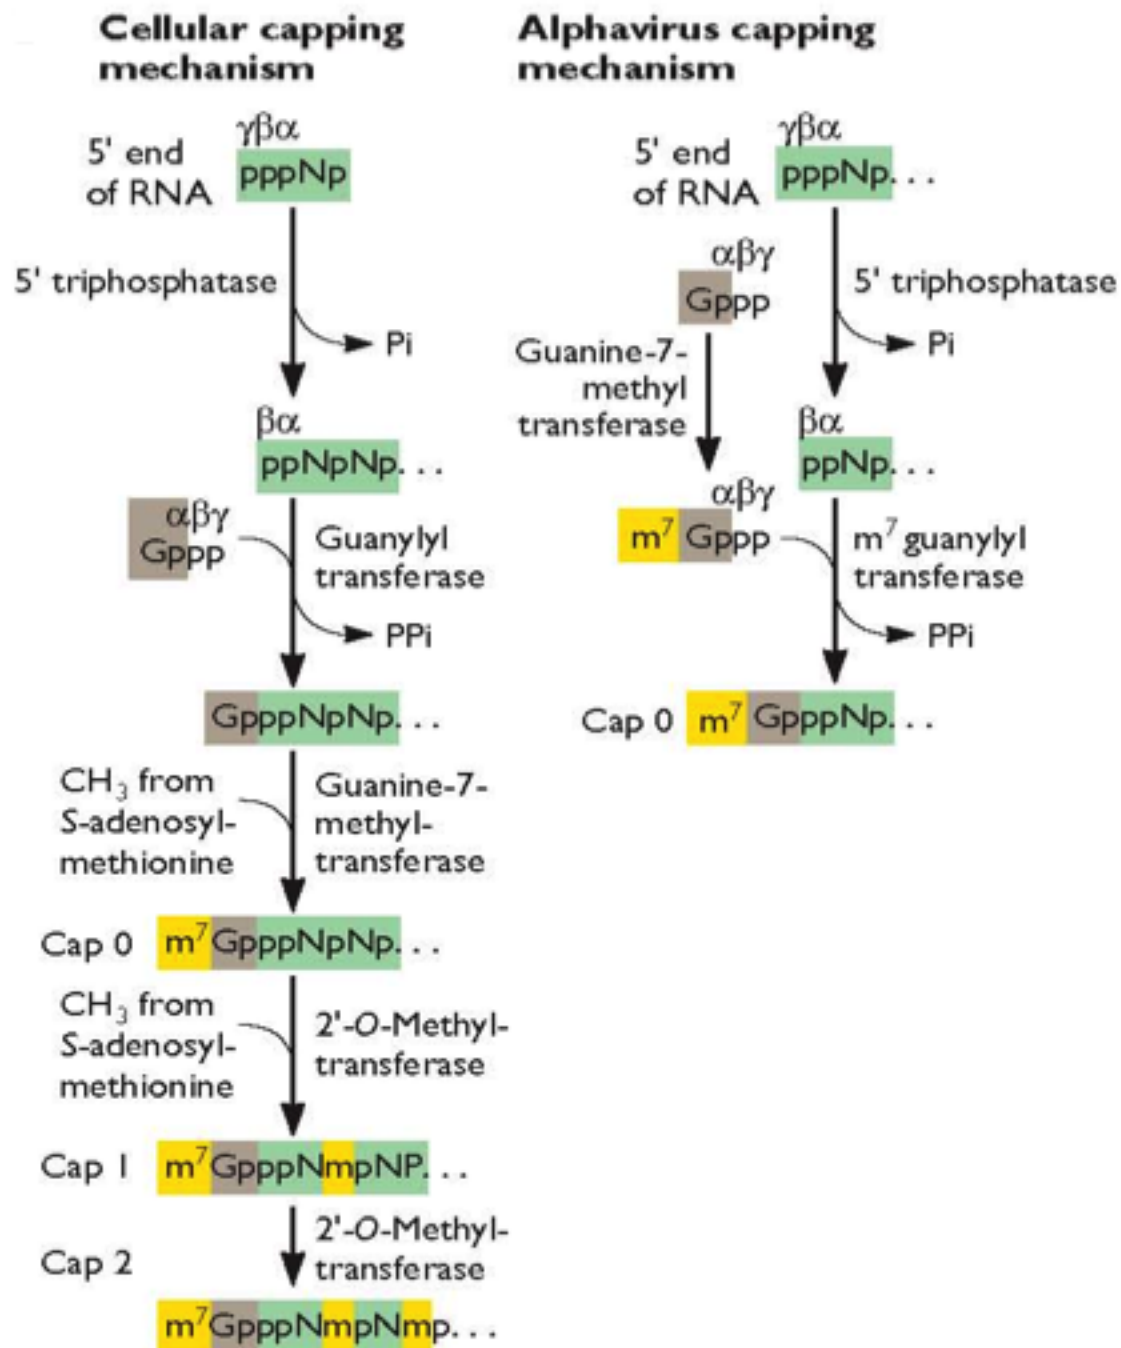 Cellular capping
mechanism
γβα
5' end
of RNA
pppNp
5' triphosphatase
Pi
βα
ppNpNp...
αβγ
Gppp
Guanylyl
transferase
PPi
GpppNpNp...
CH₃ from
S-adenosyl-
methionine
Guanine-7-
methyl-
transferase
Cap 0
m⁷GpppNpNp...
CH₃ from
S-adenosyl-
methionine
2'-O-Methyl-
transferase
Cap 1
m⁷GpppNmpNP...
2'-O-Methyl-
transferase
Cap 2
m⁷GpppNmpNmp...
Alphavirus capping
mechanism
γβα
5' end
of RNA
pppNp...
αβγ
Gppp
5' triphosphatase
Pi
Guanine-7-
methyl
transferase
βα
ppNp...
αβγ
m⁷ Gppp
m⁷ guanylyl
transferase
PPi
Cap 0
m⁷ GpppNp...